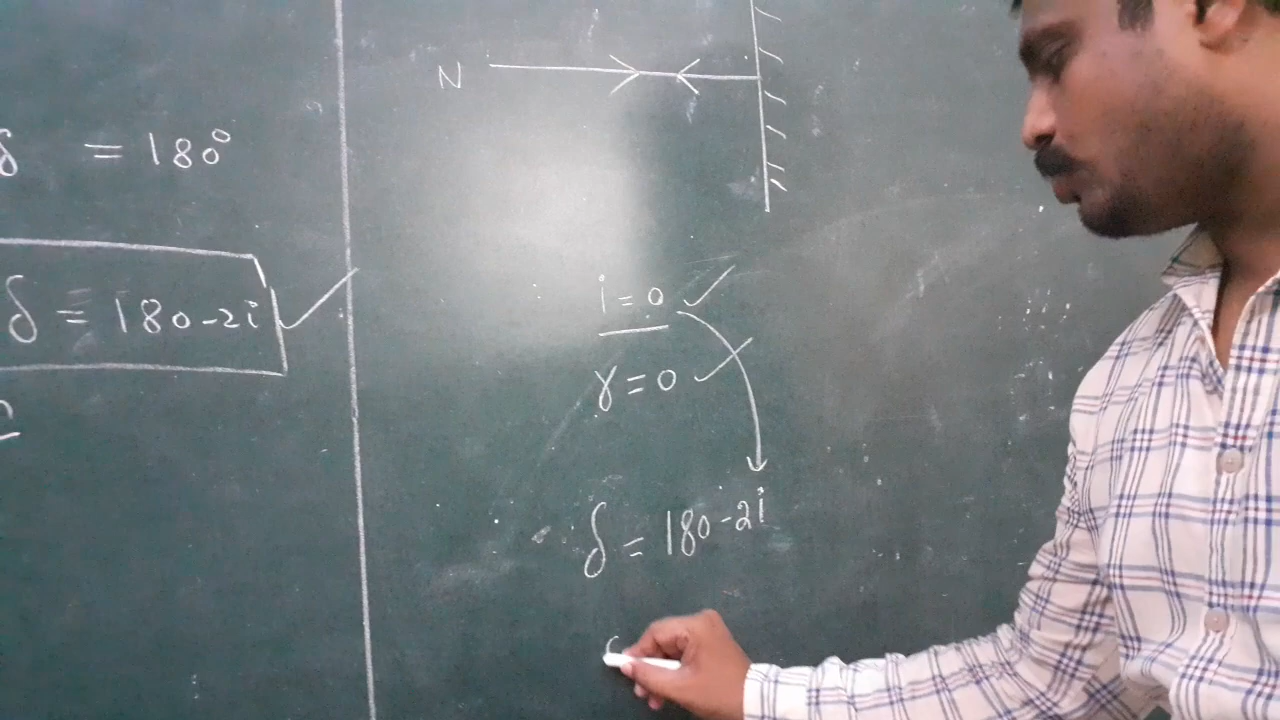 δ = 180°
δ = 180-2i
N
i = 0
γ = 0
δ = 180-2i